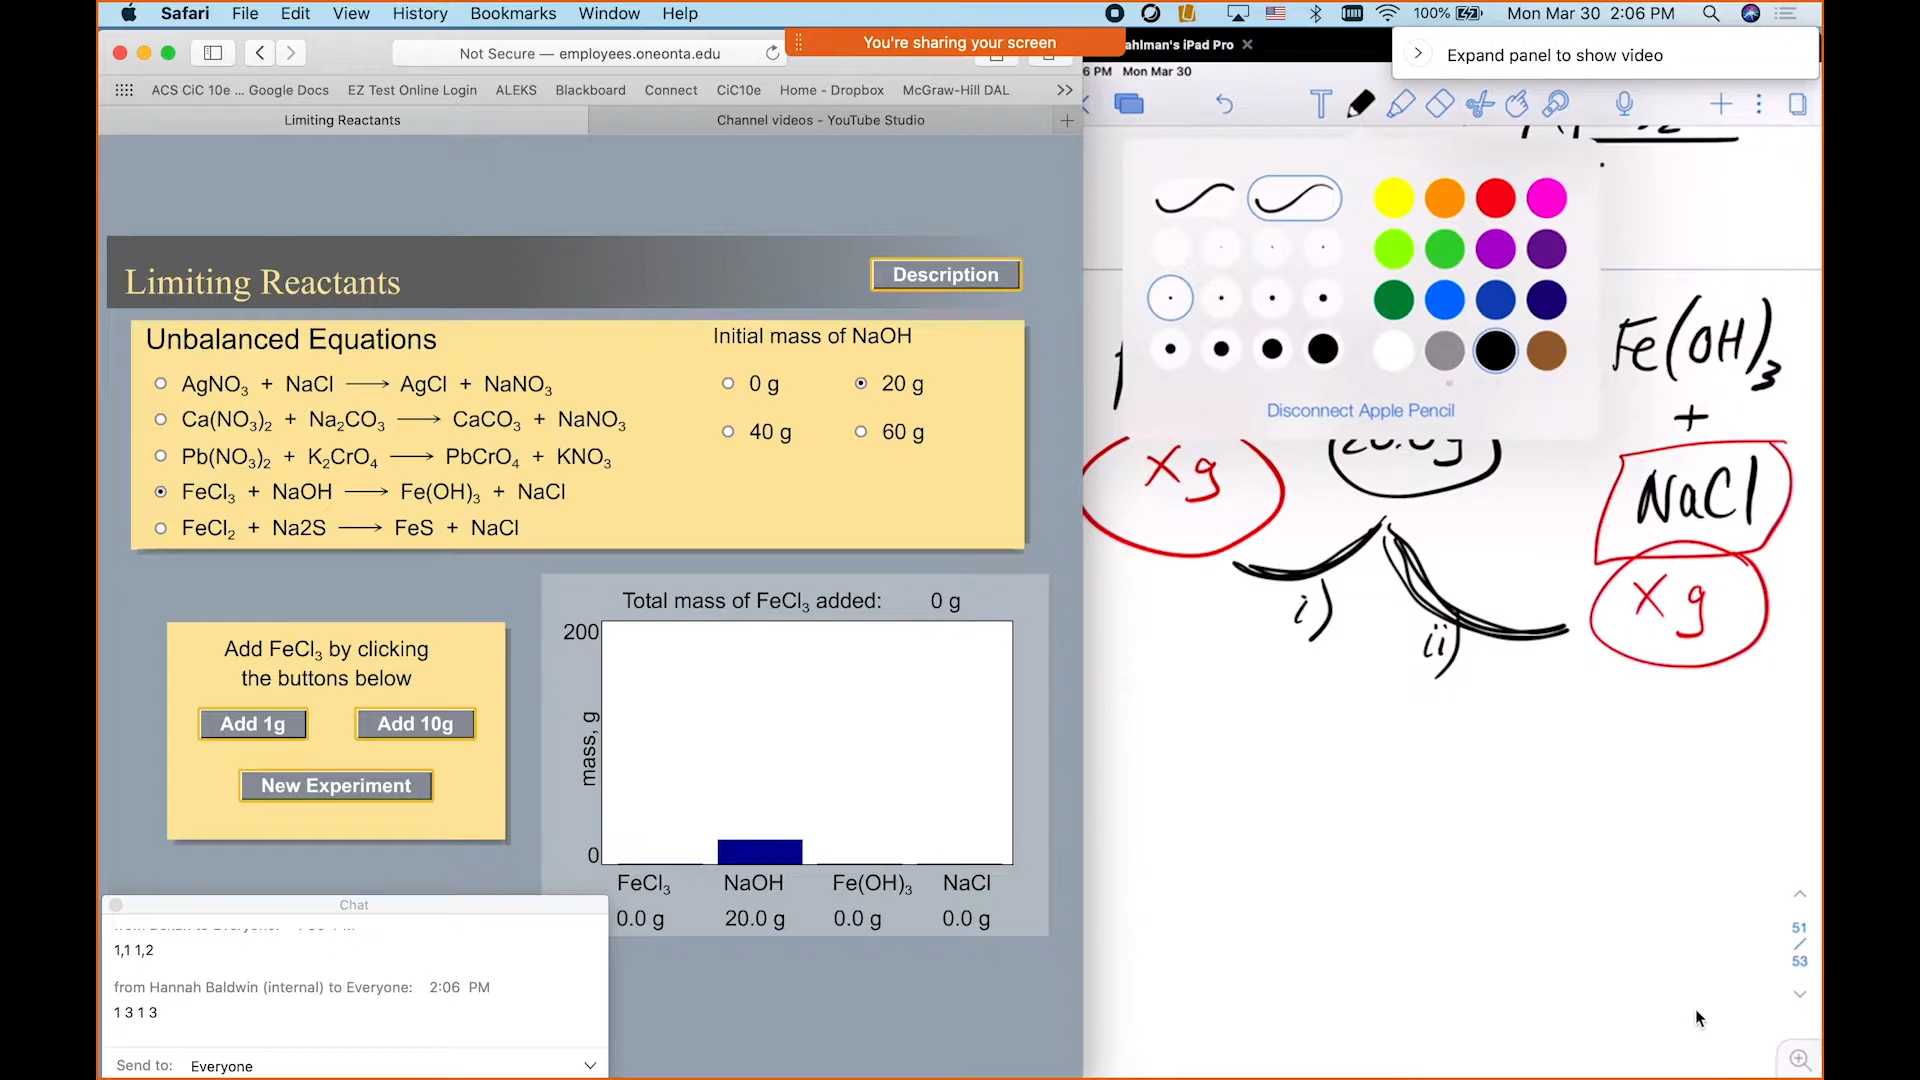 Safari File Edit View History Bookmarks Window Help 100% Mon Mon 30 2:06 PM
Not Secure — employees.oneonta.edu
You're sharing your screen
ahlman's iPad Pro
Expand panel to show video
6 PM Mon Mar 30
ACS CiC 10e ... Google Docs EZ Test Online Login ALEKS Blackboard Connect CiC10e Home - Dropbox McGraw-Hill DAL
Limiting Reactants
Channel videos - YouTube Studio
Limiting Reactants
Description
Unbalanced Equations
AgNO₃ + NaCl ⟶ AgCl + NaNO₃
Ca(NO₃)₂ + Na₂CO₃ ⟶ CaCO₃ + NaNO₃
Pb(NO₃)₂ + K₂CrO₄ ⟶ PbCrO₄ + KNO₃
FeCl₃ + NaOH ⟶ Fe(OH)₃ + NaCl
FeCl₂ + Na2S ⟶ FeS + NaCl
Initial mass of NaOH
0 g 20 g
40 g 60 g
Add FeCl₃ by clicking
the buttons below
Add 1g Add 10g
New Experiment
Total mass of FeCl₃ added: 0 g
200
mass, g
0
FeCl₃ NaOH Fe(OH)₃ NaCl
0.0 g 20.0 g 0.0 g 0.0 g
Chat
1,1 1,2
from Hannah Baldwin (internal) to Everyone: 2:06 PM
1 3 1 3
Send to: Everyone
T
Disconnect Apple Pencil
Fe(OH)₃
+
NaCl
x g
x g
20.0g
i)
ii)
51
/
53